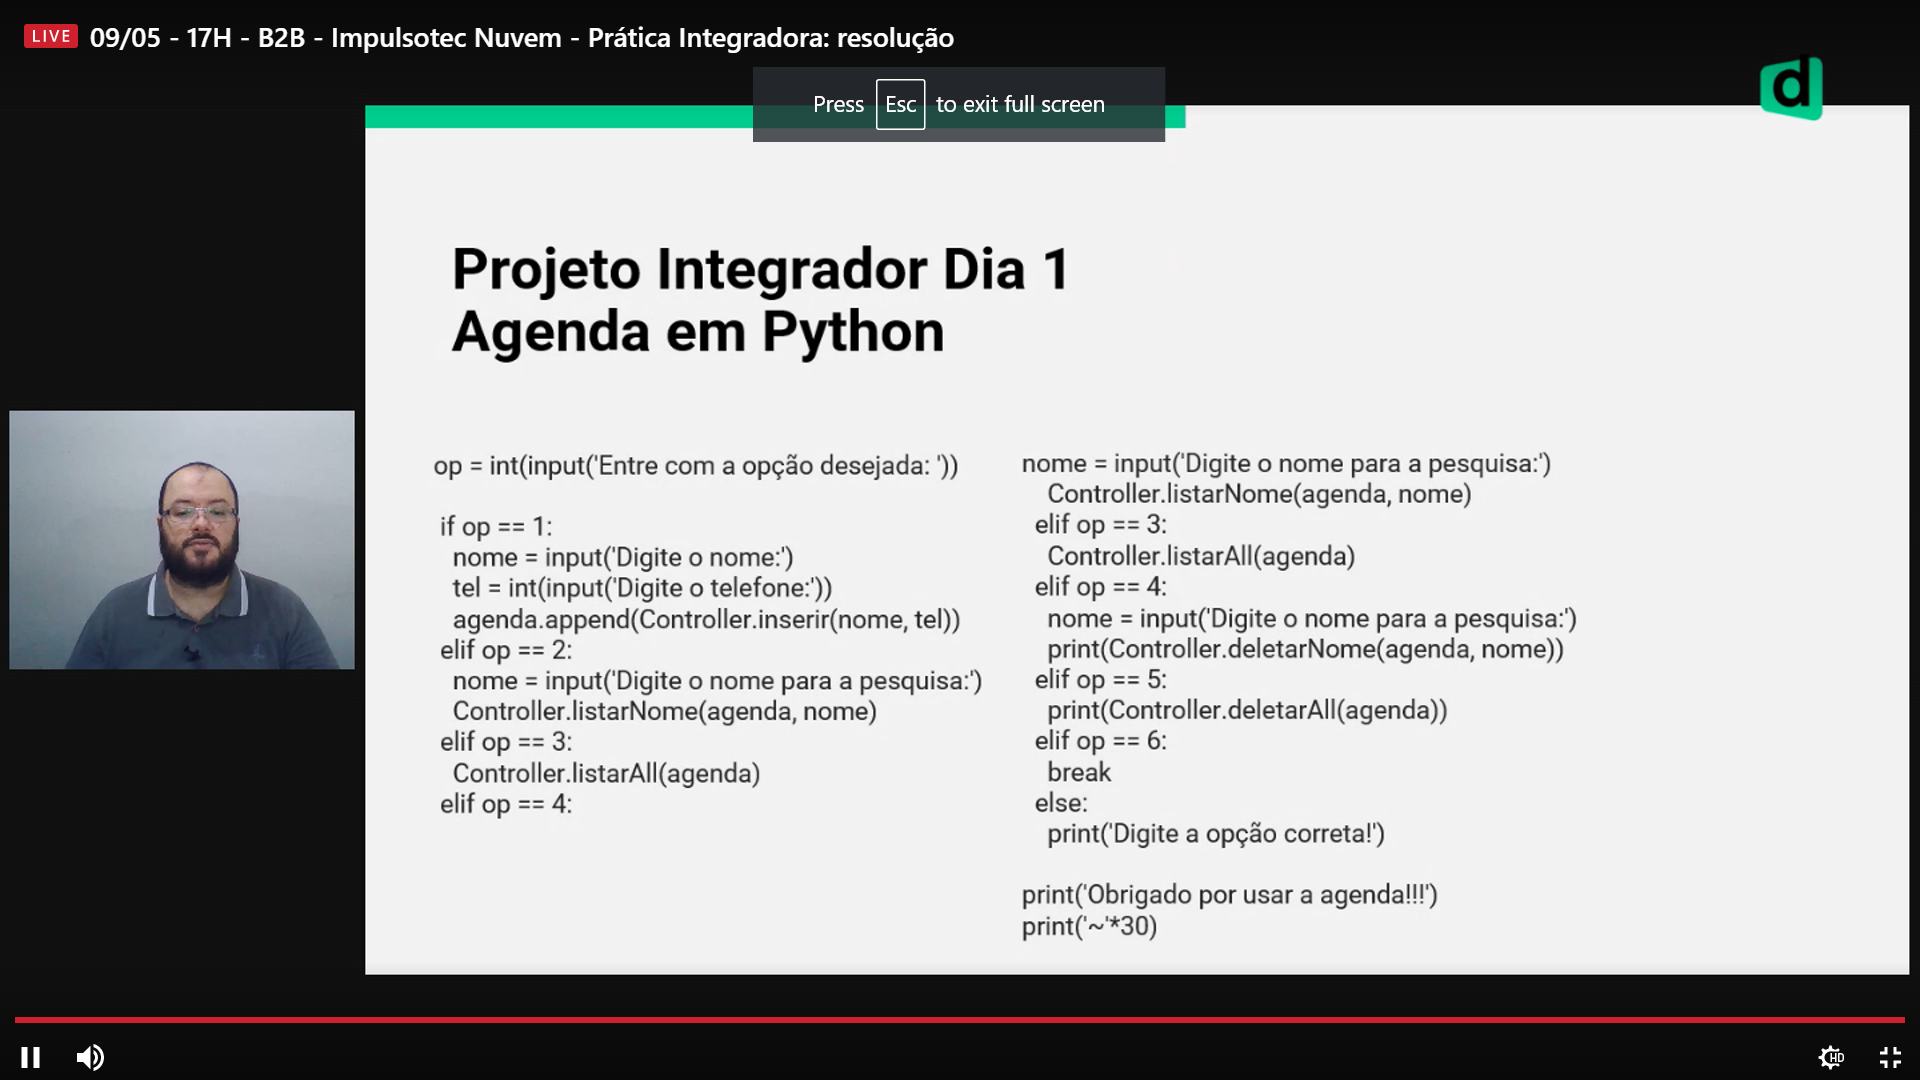 LIVE 09/05 - 17H - B2B - Impulsotec Nuvem - Prática Integradora: resolução
Press Esc to exit full screen
d
Projeto Integrador Dia 1
Agenda em Python
op = int(input('Entre com a opção desejada: '))
if op == 1:
nome = input('Digite o nome:')
tel = int(input('Digite o telefone:'))
agenda.append(Controller.inserir(nome, tel))
elif op == 2:
nome = input('Digite o nome para a pesquisa:')
Controller.listarNome(agenda, nome)
elif op == 3:
Controller.listarAll(agenda)
elif op == 4:
nome = input('Digite o nome para a pesquisa:')
Controller.listarNome(agenda, nome)
elif op == 3:
Controller.listarAll(agenda)
elif op == 4:
nome = input('Digite o nome para a pesquisa:')
print(Controller.deletarNome(agenda, nome))
elif op == 5:
print(Controller.deletarAll(agenda))
elif op == 6:
break
else:
print('Digite a opção correta!')
print('Obrigado por usar a agenda!!!')
print('~'*30)
HD